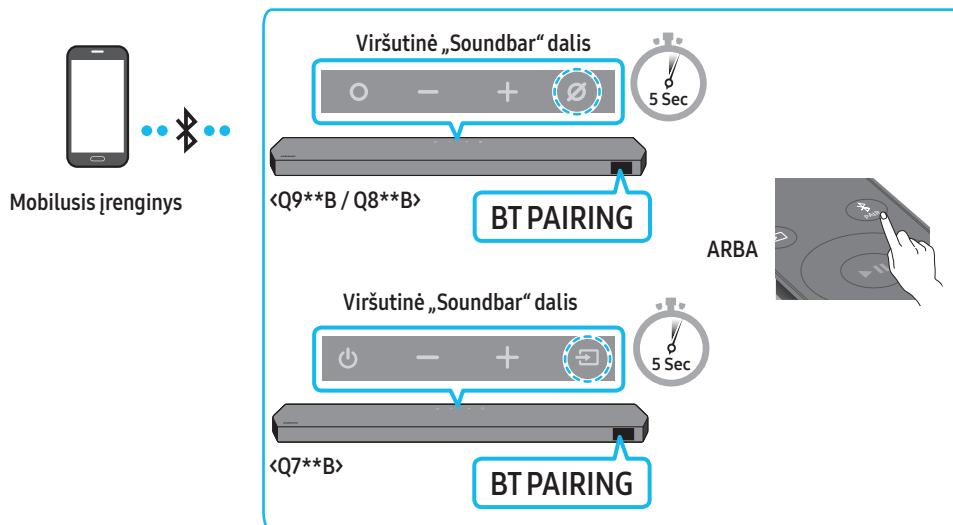 Viršutinė „Soundbar“ dalis
5 Sec
Mobilusis įrenginys
<Q9**B / Q8**B>
BT PAIRING
ARBA
PAIR
Viršutinė „Soundbar“ dalis
5 Sec
<Q7**B>
BT PAIRING